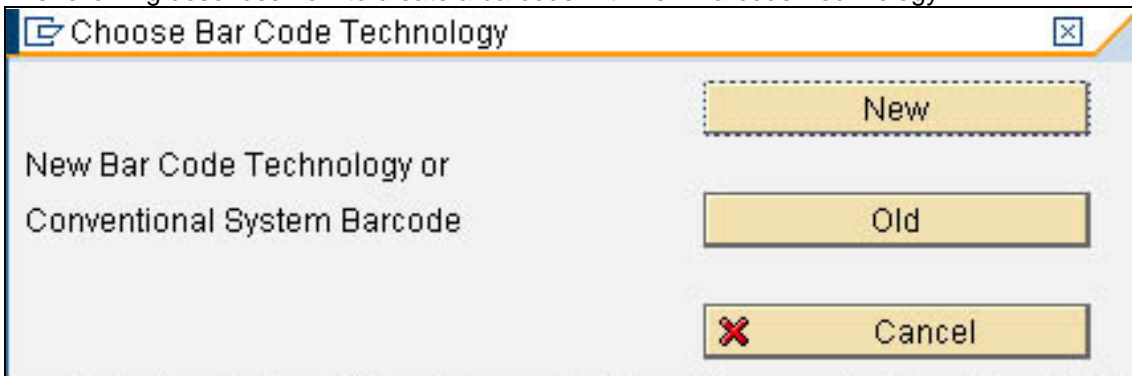 Choose Bar Code Technology
New
New Bar Code Technology or
Conventional System Barcode
Old
Cancel